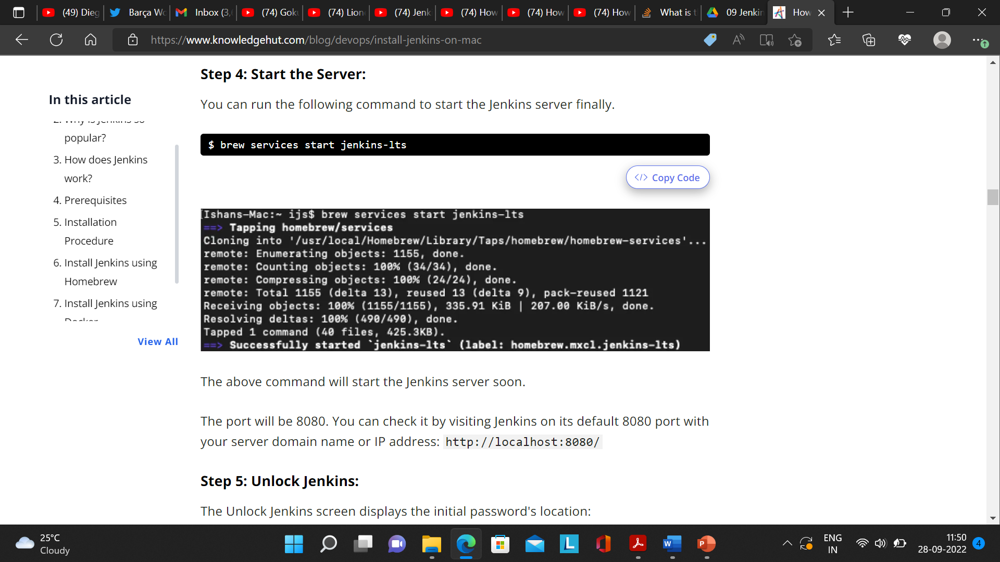 (49) Dieg
Barça Wo
Inbox (3,
(74) Goku
(74) Lion
(74) Jenk
(74) How
(74) How
(74) How
What is t
09 Jenkin
How
https://www.knowledgehut.com/blog/devops/install-jenkins-on-mac
In this article
2. Why is Jenkins so
popular?
3. How does Jenkins
work?
4. Prerequisites
5. Installation
Procedure
6. Install Jenkins using
Homebrew
7. Install Jenkins using
Docker
View All
Step 4: Start the Server:
You can run the following command to start the Jenkins server finally.
$ brew services start jenkins-lts
</> Copy Code
[Ishans-Mac:~ ijs$ brew services start jenkins-lts
==> Tapping homebrew/services
Cloning into '/usr/local/Homebrew/Library/Taps/homebrew/homebrew-services'...
remote: Enumerating objects: 1155, done.
remote: Counting objects: 100% (34/34), done.
remote: Compressing objects: 100% (24/24), done.
remote: Total 1155 (delta 13), reused 13 (delta 9), pack-reused 1121
Receiving objects: 100% (1155/1155), 335.91 KiB | 207.00 KiB/s, done.
Resolving deltas: 100% (490/490), done.
Tapped 1 command (40 files, 425.3KB).
==> Successfully started `jenkins-lts` (label: homebrew.mxcl.jenkins-lts)
The above command will start the Jenkins server soon.
The port will be 8080. You can check it by visiting Jenkins on its default 8080 port with
your server domain name or IP address: http://localhost:8080/
Step 5: Unlock Jenkins:
The Unlock Jenkins screen displays the initial password's location:
25°C
Cloudy
ENG
IN
11:50
28-09-2022
4